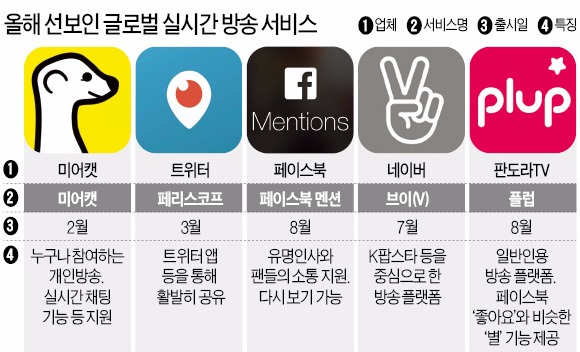 올해 선보인 글로벌 실시간 방송 서비스
❶ 업체 ❷ 서비스명 ❸ 출시일 ❹ 특징
Mentions
plup
❶ 미어캣 트위터 페이스북 네이버 판도라TV
❷ 미어캣 페리스코프 페이스북 멘션 브이(V) 플럽
❸ 2월 3월 8월 7월 8월
❹ 누구나 참여하는
개인방송.
실시간 채팅
기능 등 지원
트위터 앱
등을 통해
활발히 공유
유명인사와
팬들의 소통 지원.
다시 보기 가능
K팝스타 등을
중심으로 한
방송 플랫폼
일반인용
방송 플랫폼.
페이스북
‘좋아요’와 비슷한
‘별’ 기능 제공